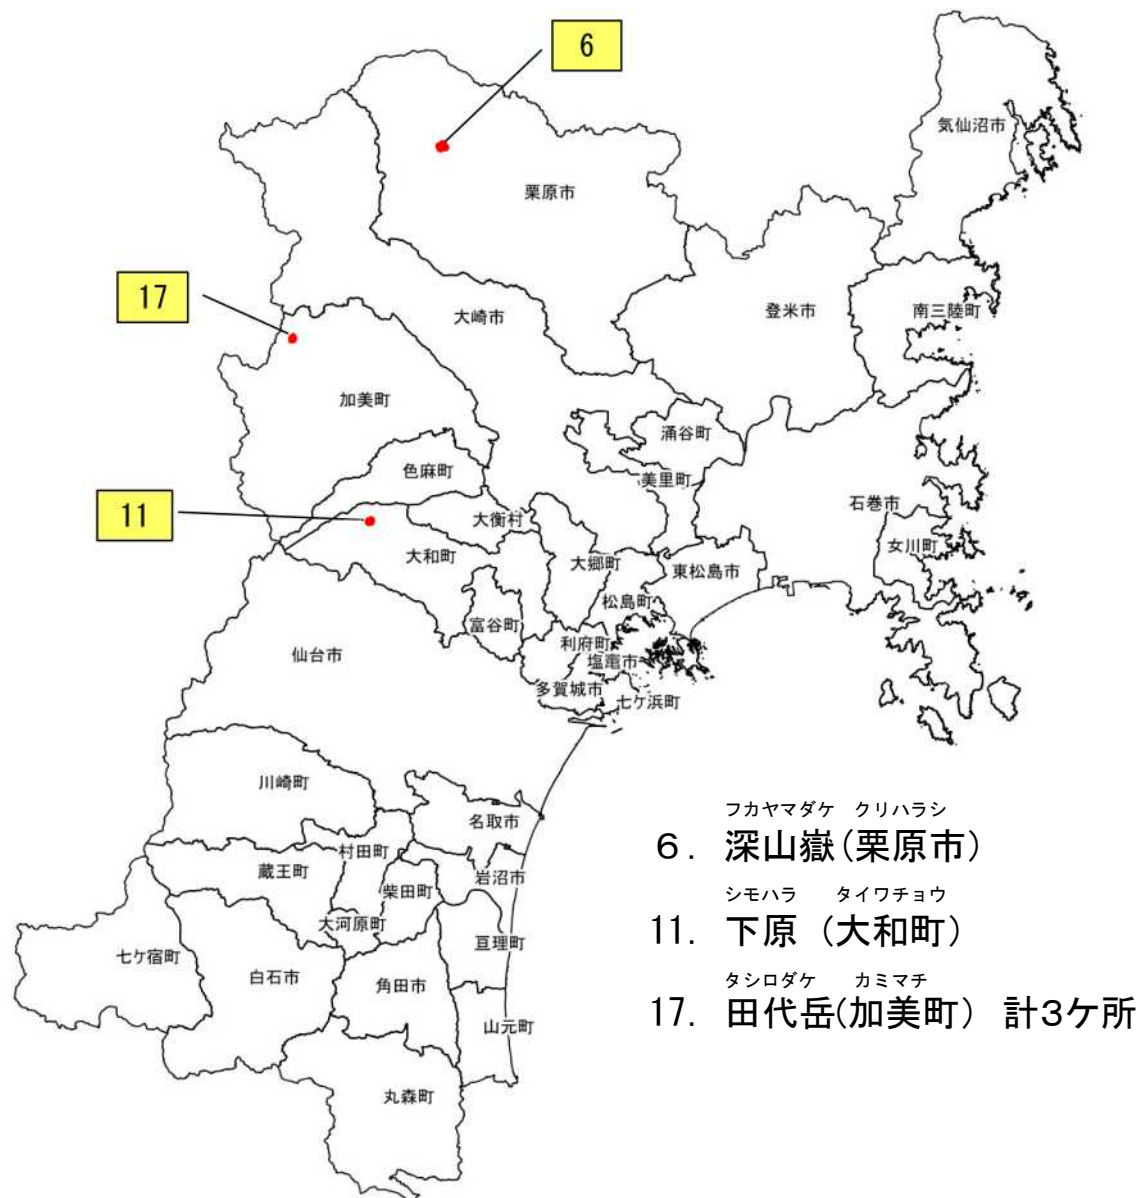 6
気仙沼市
栗原市
17
大崎市
登米市
南三陸町
加美町
涌谷町
色麻町
美里町
11
大衡村
石巻市
大和町
大郷町
東松島市
女川町
松島町
富谷町
利府町
仙台市
塩竈市
多賀城市
七ケ浜町
川崎町
名取市
村田町
蔵王町
岩沼市
柴田町
大河原町
亘理町
七ケ宿町
白石市
角田市
山元町
丸森町
フカヤマダケ クリハラシ
6. 深山嶽(栗原市)
シモハラ タイワチョウ
11. 下原 (大和町)
タシロダケ カミマチ
17. 田代岳(加美町) 計3ケ所